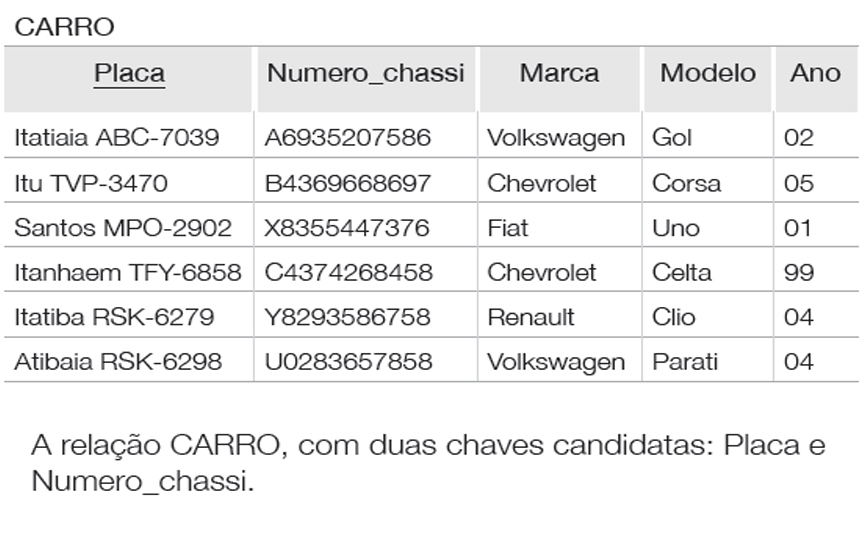 CARRO
Placa Numero_chassi Marca Modelo Ano
Itatiaia ABC-7039 A6935207586 Volkswagen Gol 02
Itu TVP-3470 B4369668697 Chevrolet Corsa 05
Santos MPO-2902 X8355447376 Fiat Uno 01
Itanhaem TFY-6858 C4374268458 Chevrolet Celta 99
Itatiba RSK-6279 Y8293586758 Renault Clio 04
Atibaia RSK-6298 U0283657858 Volkswagen Parati 04
A relação CARRO, com duas chaves candidatas: Placa e
Numero_chassi.